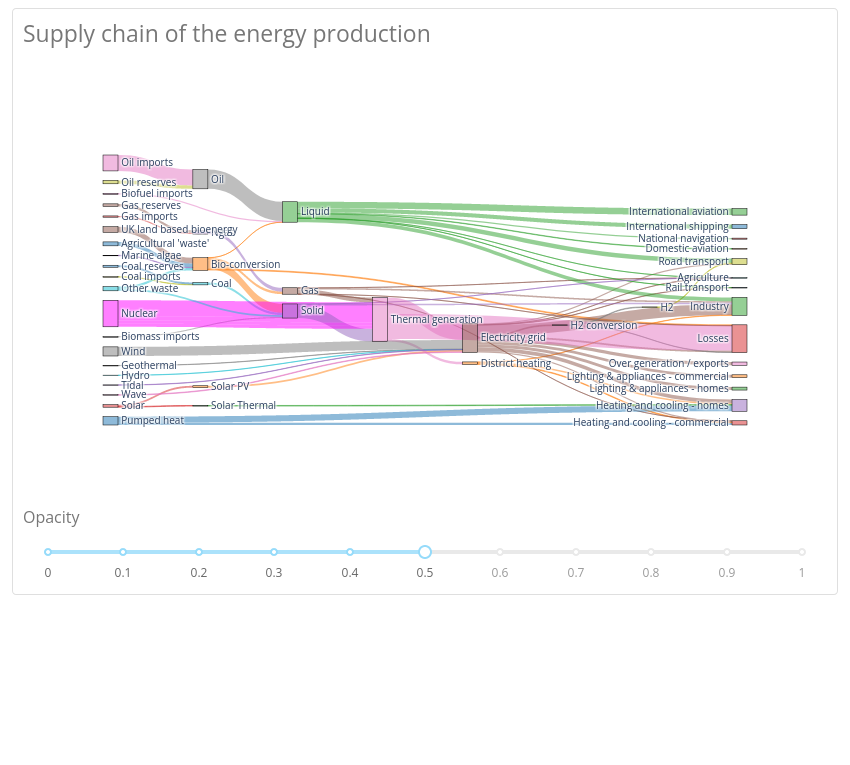 Supply chain of the energy production
Oil imports
Oil reserves
Biofuel imports
Gas reserves
Gas imports
UK land based bioenergy
Agricultural 'waste'
Marine algae
Coal reserves
Coal imports
Other waste
Nuclear
Biomass imports
Wind
Geothermal
Hydro
Tidal
Wave
Solar
Pumped heat
Oil
Bio-conversion
Coal
Solar PV
Solar Thermal
Liquid
Gas
Solid
Thermal generation
Electricity grid
District heating
H2 conversion
H2
International aviation
International shipping
National navigation
Domestic aviation
Road transport
Agriculture
Rail transport
Industry
Losses
Over generation / exports
Lighting & appliances - commercial
Lighting & appliances - homes
Heating and cooling - homes
Heating and cooling - commercial
Opacity
0 0.1 0.2 0.3 0.4 0.5 0.6 0.7 0.8 0.9 1